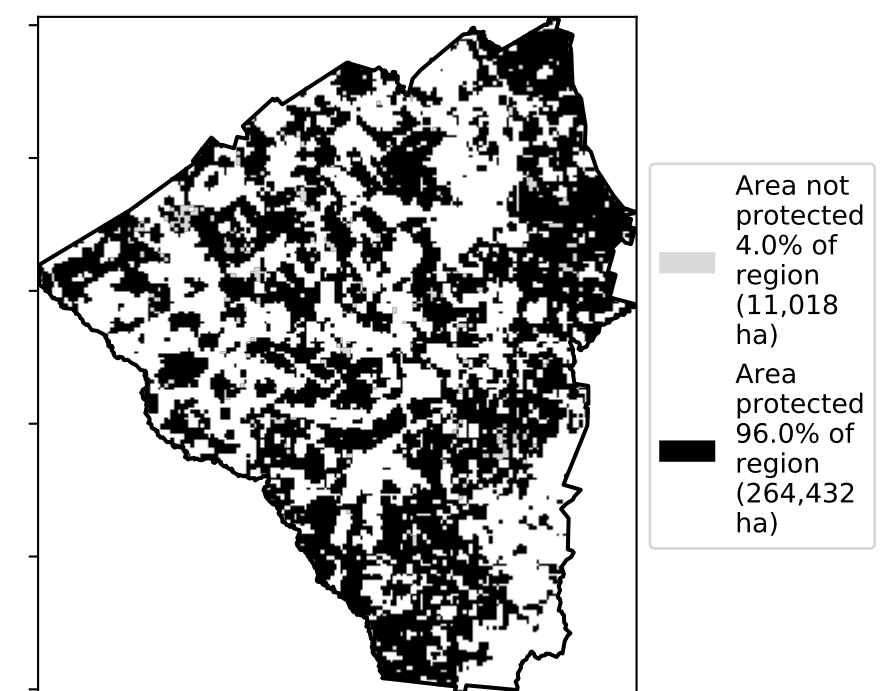 Area not
protected
4.0% of
region
(11,018
ha)
Area
protected
96.0% of
region
(264,432
ha)